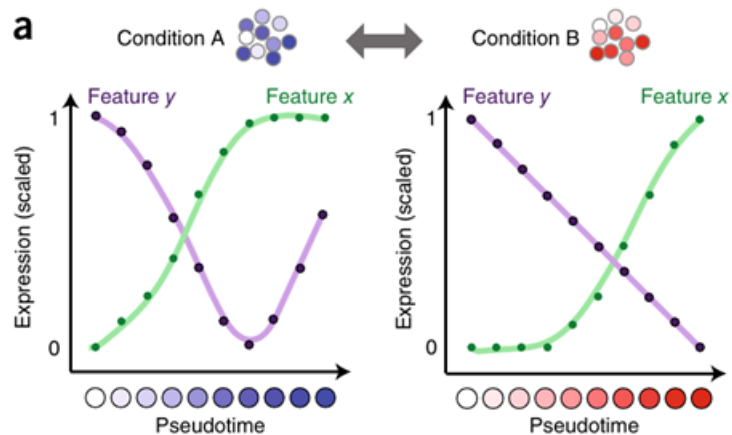 a
Condition A
Condition B
Feature y
Feature x
1
Expression (scaled)
0
Pseudotime
Feature y
Feature x
1
Expression (scaled)
0
Pseudotime